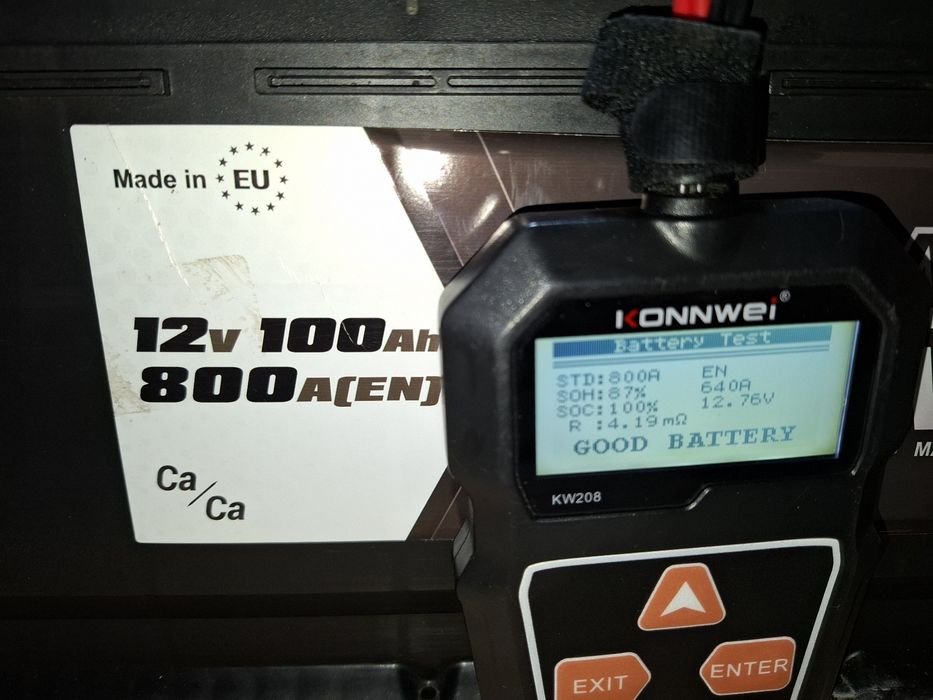 Made in EU
12V 100Ah
800A(EN)
Ca/Ca
KONNWEI®
Battery Test
STD:800A EN
SOH:87% 640A
SOC:100% 12.76V
R :4.19mΩ
GOOD BATTERY
KW208
EXIT
ENTER